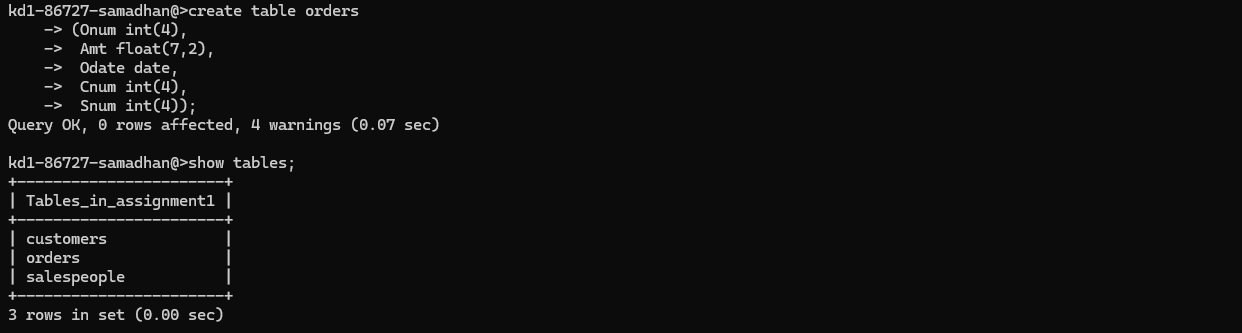 kd1-86727-samadhan@>create table orders
    -> (Onum int(4),
    ->  Amt float(7,2),
    ->  Odate date,
    ->  Cnum int(4),
    ->  Snum int(4));
Query OK, 0 rows affected, 4 warnings (0.07 sec)

kd1-86727-samadhan@>show tables;
+-----------------------+
| Tables_in_assignment1 |
+-----------------------+
| customers             |
| orders                |
| salespeople           |
+-----------------------+
3 rows in set (0.00 sec)